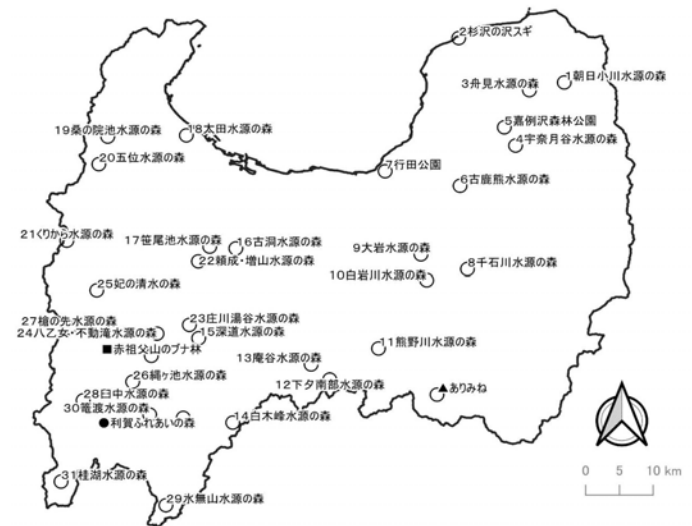 2杉沢の沢スギ
1朝日小川水源の森
3舟見水源の森
5嘉例沢森林公園
4宇奈月谷水源の森
18太田水源の森
19桑の院池水源の森
20五位水源の森
7行田公園
6古鹿熊水源の森
21くりから水源の森
17笹尾池水源の森
16古洞水源の森
22頼成・増山水源の森
9大岩水源の森
8千石川水源の森
10白岩川水源の森
25妃の清水の森
27槍の先水源の森
23庄川湯谷水源の森
24八乙女・不動滝水源の森
15深道水源の森
■赤祖父山のブナ林
11熊野川水源の森
13庵谷水源の森
26縄ヶ池水源の森
12下夕南部水源の森
▲ありみね
28臼中水源の森
30篭渡水源の森
●利賀ふれあいの森
14白木峰水源の森
31桂湖水源の森
29水無山水源の森
0 5 10 km